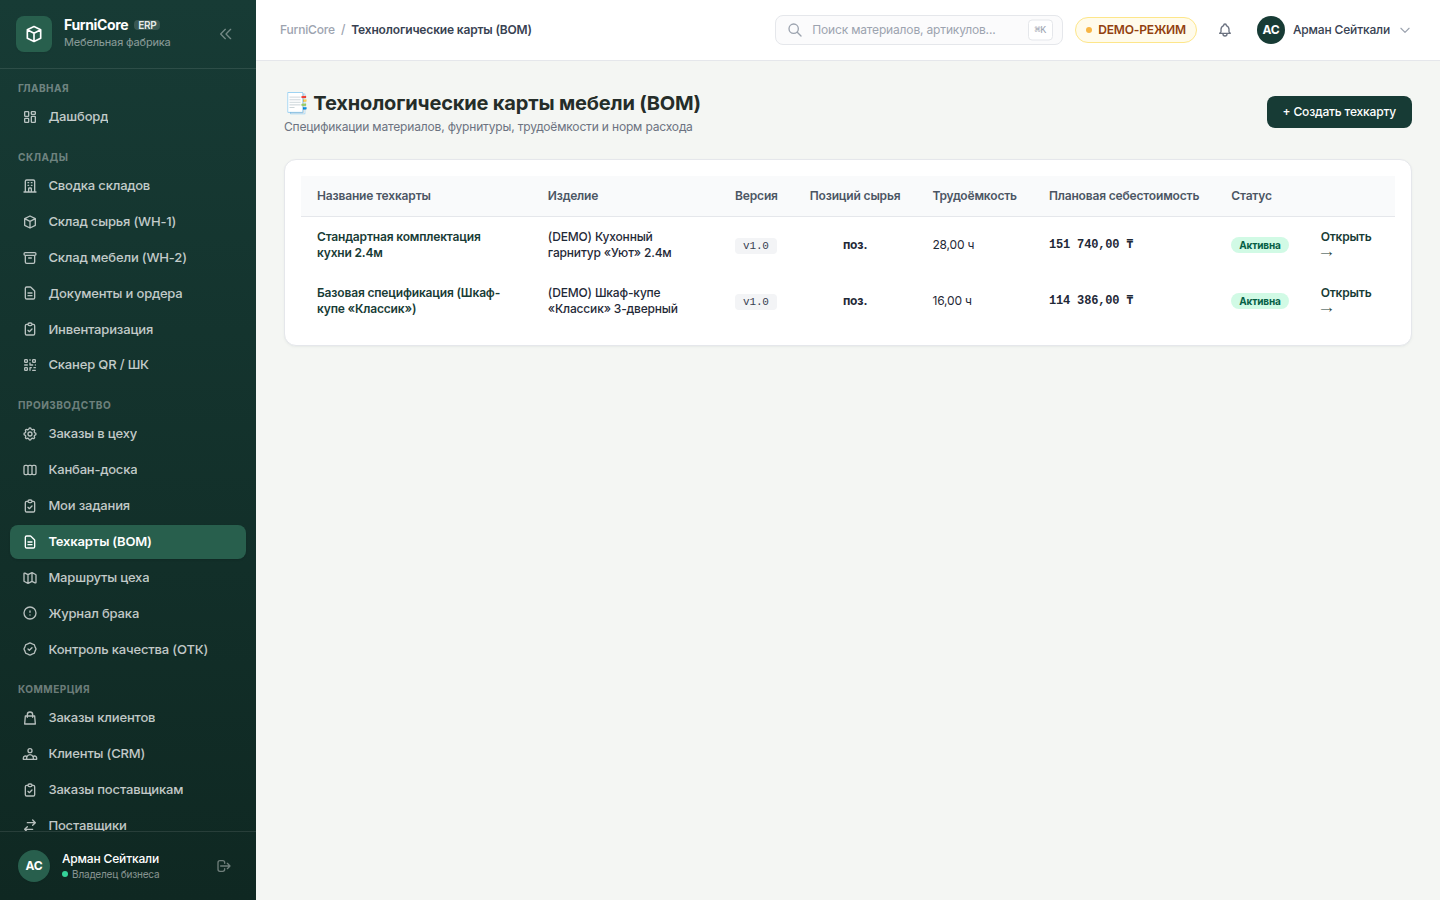 FurniCore ERP
Мебельная фабрика
ГЛАВНАЯ
Дашборд
СКЛАДЫ
Сводка складов
Склад сырья (WH-1)
Склад мебели (WH-2)
Документы и ордера
Инвентаризация
Сканер QR / ШК
ПРОИЗВОДСТВО
Заказы в цеху
Канбан-доска
Мои задания
Техкарты (BOM)
Маршруты цеха
Журнал брака
Контроль качества (ОТК)
КОММЕРЦИЯ
Заказы клиентов
Клиенты (CRM)
Заказы поставщикам
Поставщики
АС Арман Сейткали
Владелец бизнеса
FurniCore / Технологические карты мебели (BOM)
Поиск материалов, артикулов... ⌘K
DEMO-РЕЖИМ
АС Арман Сейткали
Технологические карты мебели (BOM)
Спецификации материалов, фурнитуры, трудоёмкости и норм расхода
+ Создать техкарту
Название техкарты Изделие Версия Позиций сырья Трудоёмкость Плановая себестоимость Статус
Стандартная комплектация кухни 2.4м (DEMO) Кухонный гарнитур «Уют» 2.4м v1.0 поз. 28,00 ч 151 740,00 ₸ Активна Открыть →
Базовая спецификация (Шкаф-купе «Классик») (DEMO) Шкаф-купе «Классик» 3-дверный v1.0 поз. 16,00 ч 114 386,00 ₸ Активна Открыть →